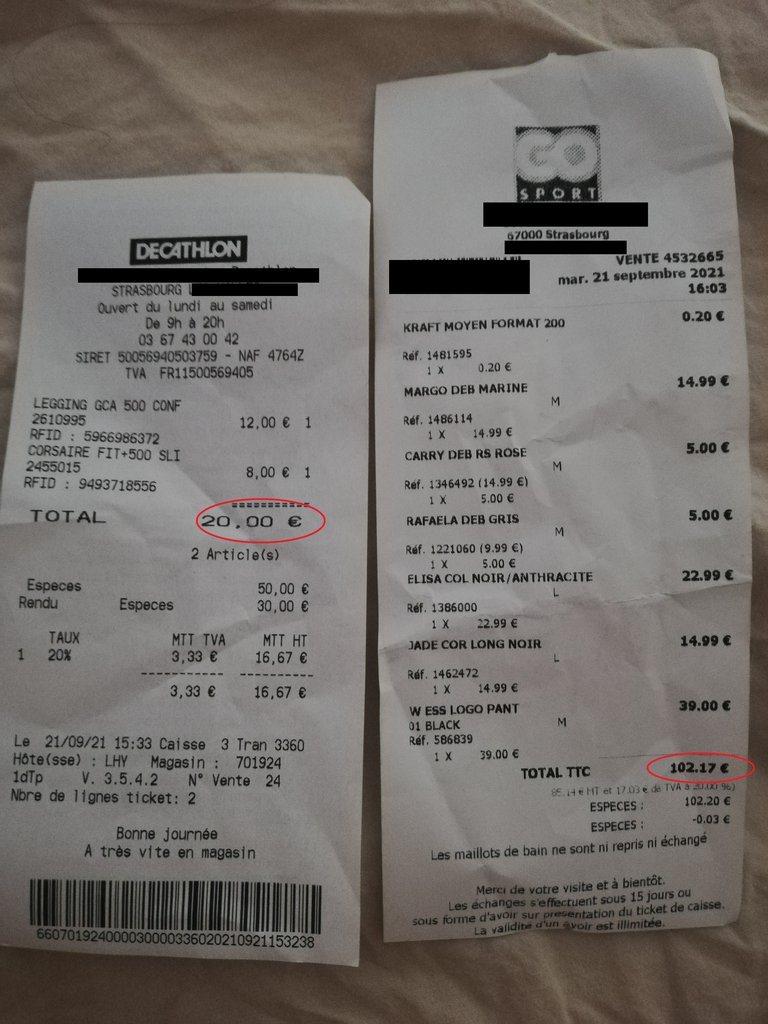 DECATHLON
STRASBOURG
Ouvert du lundi au samedi
De 9h à 20h
03 67 43 00 42
SIRET 50056940503759 - NAF 4764Z
TVA FR11500569405
LEGGING GCA 500 CONF
2610995 12,00 € 1
RFID : 5966986372
CORSAIRE FIT+500 SLI
2455015 8,00 € 1
RFID : 9493718556
TOTAL 20,00 €
2 Article(s)
Especes 50,00 €
Rendu Especes 30,00 €
TAUX MTT TVA MTT HT
1 20% 3,33 € 16,67 €
3,33 € 16,67 €
Le 21/09/21 15:33 Caisse 3 Tran 3360
Hôte(sse) : LHY Magasin : 701924
1dTp V. 3.5.4.2 N° Vente 24
Nbre de lignes ticket: 2
Bonne journée
A très vite en magasin
660701924000030000336020210921153238
GO
SPORT
67000 Strasbourg
VENTE 4532665
mar. 21 septembre 2021
16:03
KRAFT MOYEN FORMAT 200 0.20 €
Réf. 1481595
1 X 0.20 €
MARGO DEB MARINE 14.99 €
M
Réf. 1486114
1 X 14.99 €
CARRY DEB RS ROSE 5.00 €
M
Réf. 1346492 (14.99 €)
1 X 5.00 €
RAFAELA DEB GRIS 5.00 €
M
Réf. 1221060 (9.99 €)
1 X 5.00 €
ELISA COL NOIR/ANTHRACITE 22.99 €
L
Réf. 1386000
1 X 22.99 €
JADE COR LONG NOIR 14.99 €
L
Réf. 1462472
1 X 14.99 €
W ESS LOGO PANT 39.00 €
01 BLACK M
Réf. 586839
1 X 39.00 €
TOTAL TTC 102.17 €
85.14 € HT et 17.03 € de TVA à 20.00 %)
ESPECES : 102.20 €
ESPECES : -0.03 €
Les maillots de bain ne sont ni repris ni échangé
Merci de votre visite et à bientôt.
Les échanges s'effectuent sous 15 jours ou
sous forme d'avoir sur présentation du ticket de caisse.
La validité d'un avoir est illimitée.